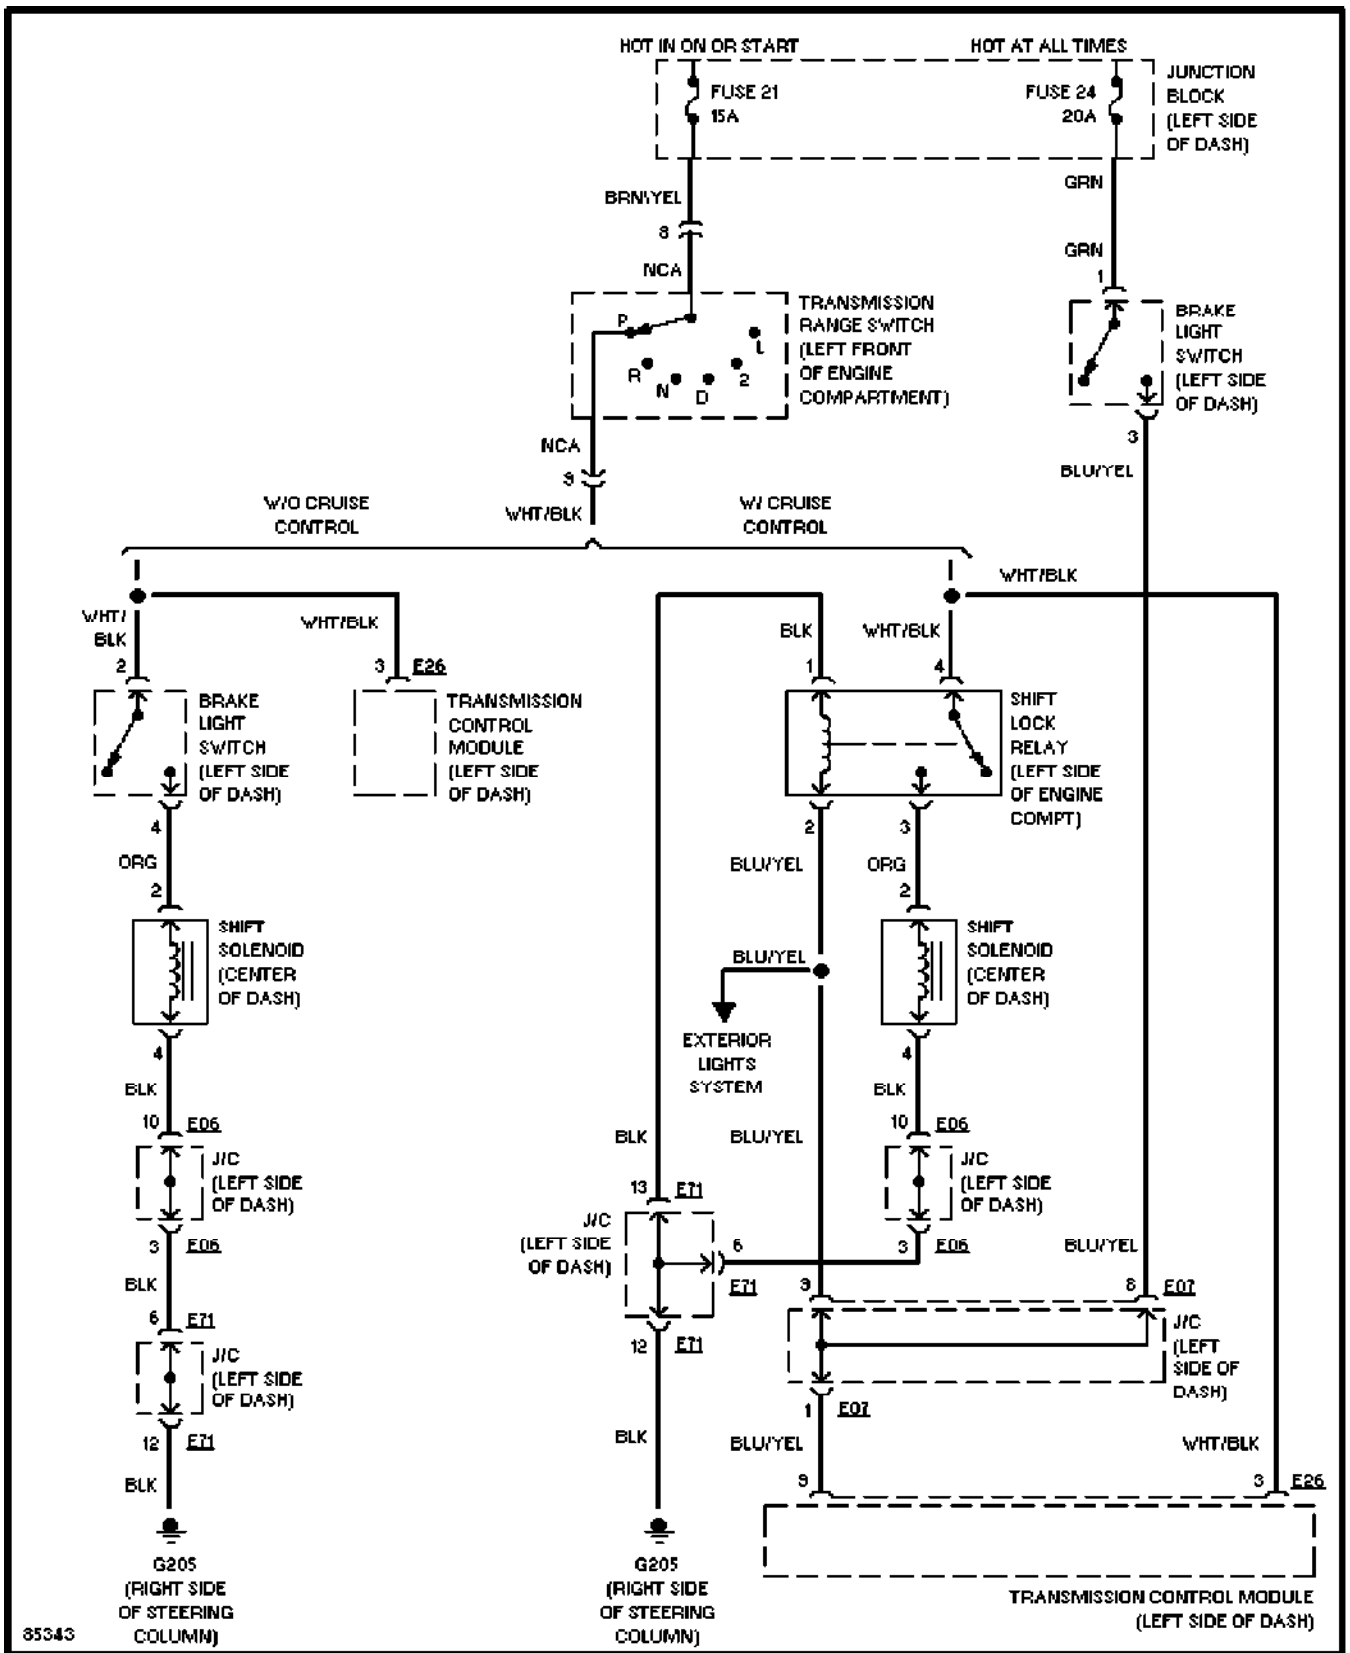 HOT IN ON OR START
HOT AT ALL TIMES
FUSE 21
15A
FUSE 24
20A
JUNCTION
BLOCK
(LEFT SIDE
OF DASH)
BRN\YEL
8
NCA
GRN
GRN
1
P
R
N
D
2
L
TRANSMISSION
RANGE SWITCH
(LEFT FRONT
OF ENGINE
COMPARTMENT)
BRAKE
LIGHT
SWITCH
(LEFT SIDE
OF DASH)
3
BLU/YEL
NCA
9
WHT/BLK
W/O CRUISE
CONTROL
W/ CRUISE
CONTROL
WHT/
BLK
2
WHT/BLK
3 E26
BLK
1
WHT/BLK
4
WHT/BLK
BRAKE
LIGHT
SWITCH
(LEFT SIDE
OF DASH)
TRANSMISSION
CONTROL
MODULE
(LEFT SIDE
OF DASH)
SHIFT
LOCK
RELAY
(LEFT SIDE
OF ENGINE
COMPT)
4
ORG
2
2
BLU/YEL
3
ORG
2
SHIFT
SOLENOID
(CENTER
OF DASH)
BLU/YEL
EXTERIOR
LIGHTS
SYSTEM
SHIFT
SOLENOID
(CENTER
OF DASH)
4
BLK
10 E06
J/C
(LEFT SIDE
OF DASH)
3 E06
BLK
6 E71
J/C
(LEFT SIDE
OF DASH)
12 E71
BLK
G205
(RIGHT SIDE
OF STEERING
COLUMN)
BLK
13 E71
J/C
(LEFT SIDE
OF DASH)
6
E71
12 E71
BLK
G205
(RIGHT SIDE
OF STEERING
COLUMN)
BLU/YEL
4
BLK
10 E06
J/C
(LEFT SIDE
OF DASH)
3 E06
BLU/YEL
9
8 E07
J/C
(LEFT
SIDE OF
DASH)
1 E07
BLU/YEL
9
WHT/BLK
3 E26
TRANSMISSION CONTROL MODULE
(LEFT SIDE OF DASH)
85343